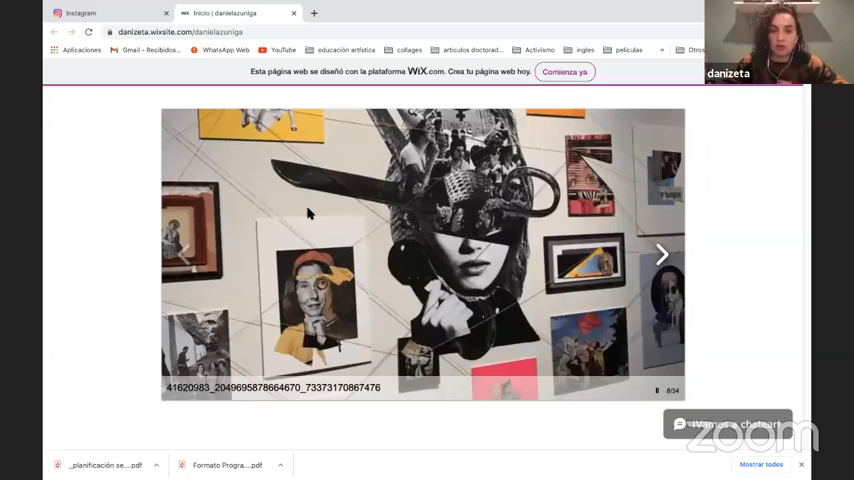 Instagram
Inicio | danielazuniga
danizeta.wixsite.com/danielazuniga
Aplicaciones
Gmail - Recibidos...
WhatsApp Web
YouTube
educación artística
collages
articulos doctorad...
Activismo
ingles
peliculas
»
Otros
danizeta
Esta página web se diseñó con la plataforma WiX.com. Crea tu página web hoy.
Comienza ya
41620983_2049695878664670_73373170867476
8/34
¡Vamos a chatear!
zoom
_planificación se....pdf
Formato Progra....pdf
Mostrar todos